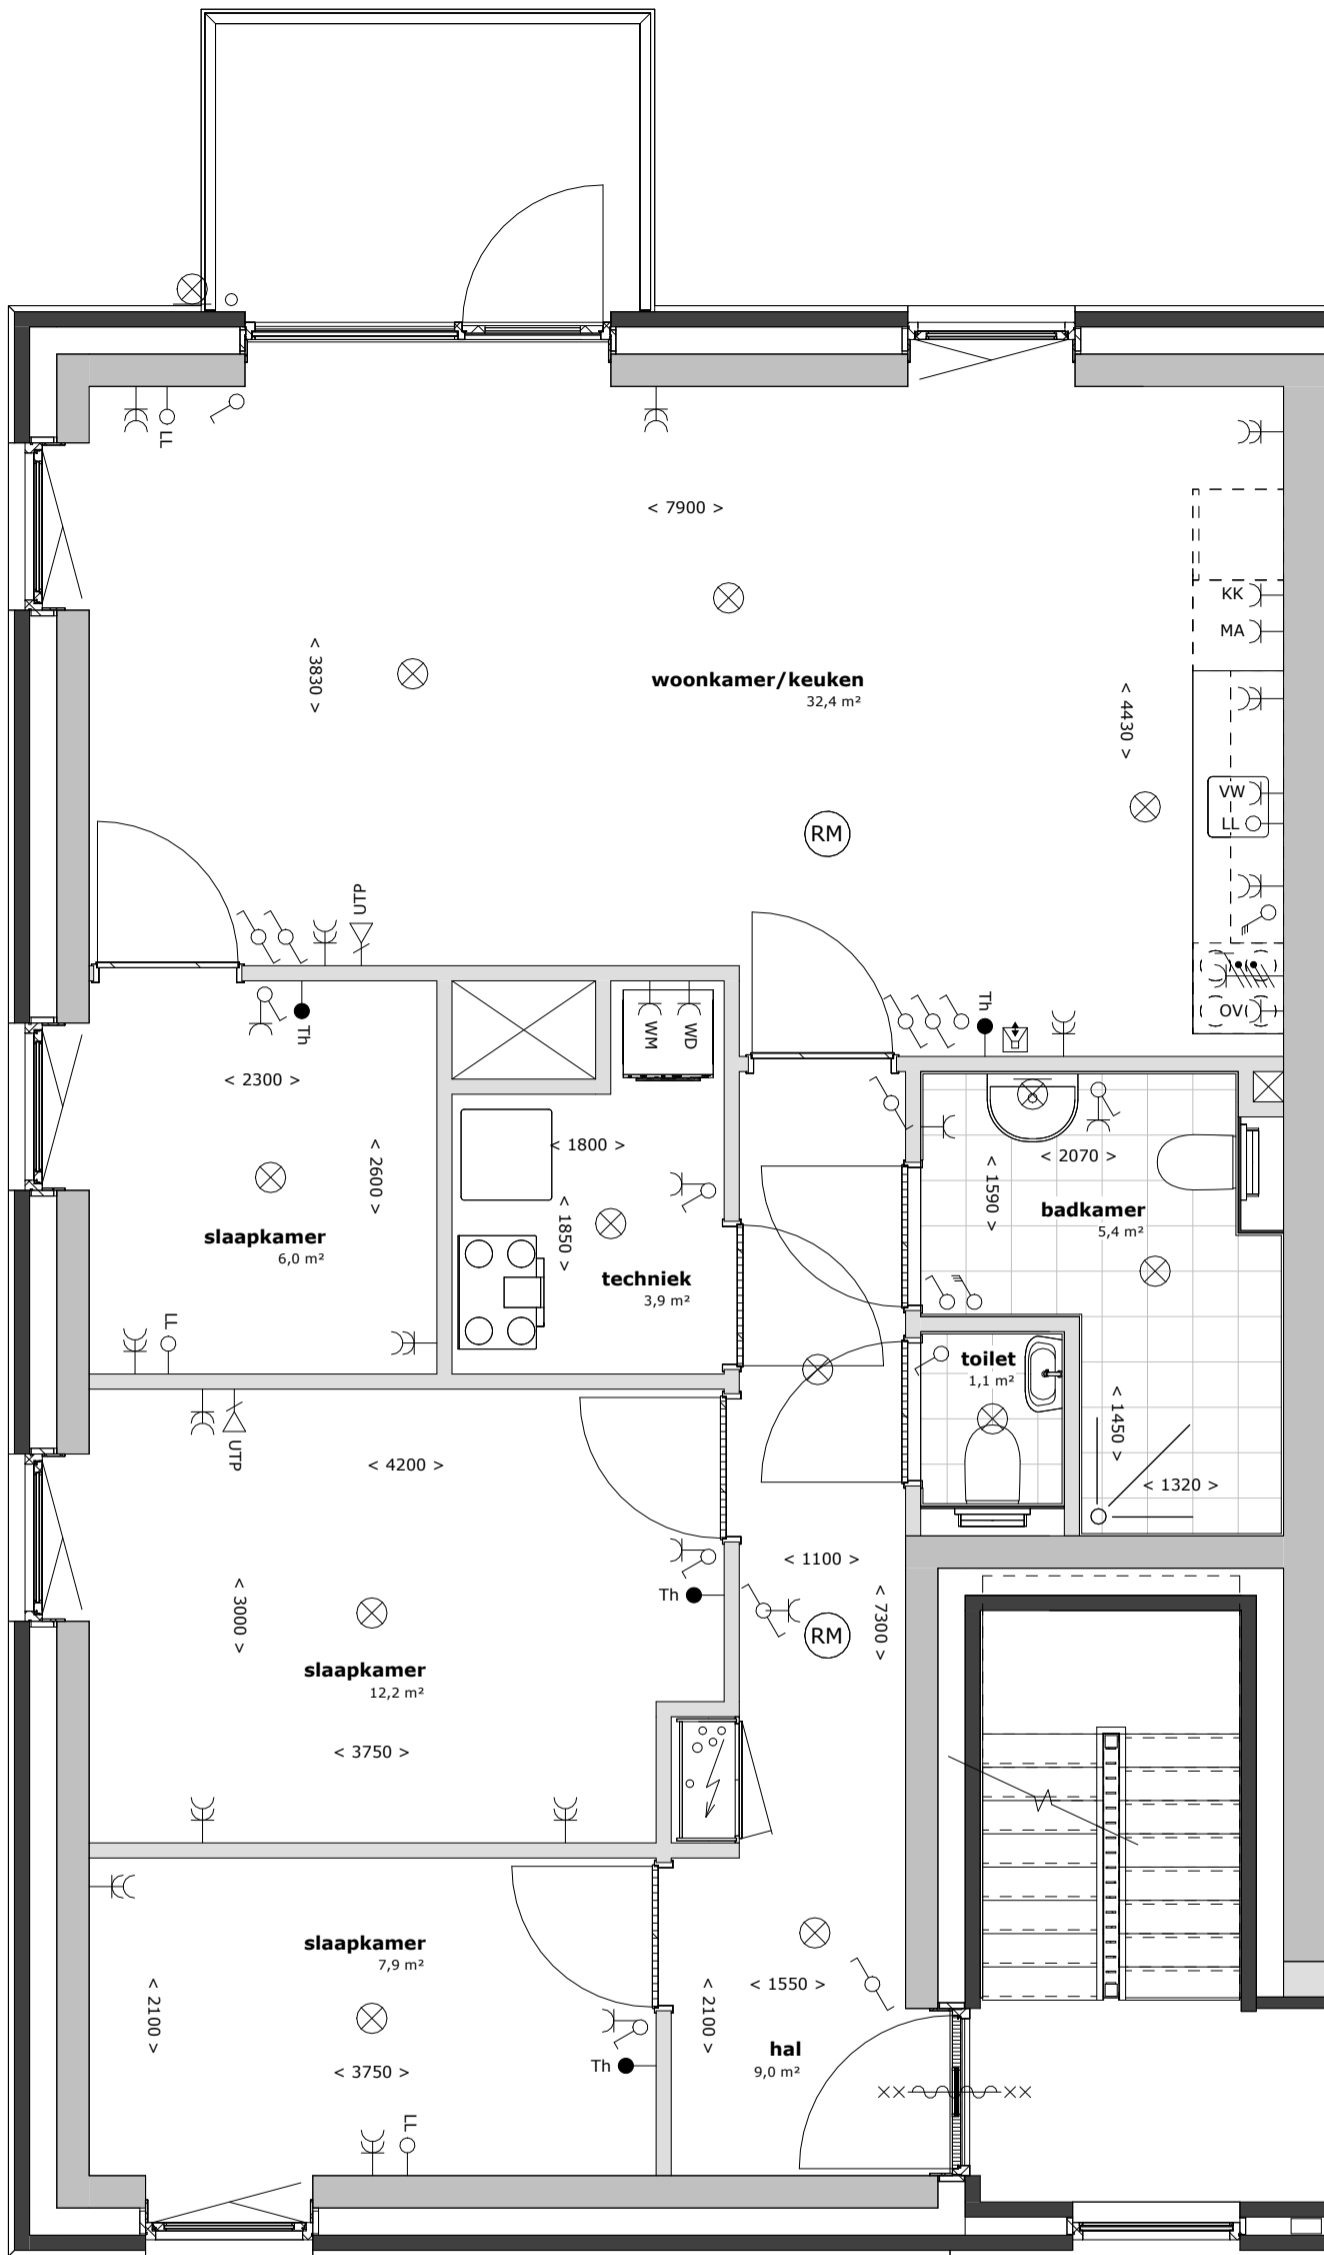 LL
< 7900 >
KK
MA
< 3830 >
woonkamer/keuken
32,4 m²
< 4430 >
VW
LL
RM
UTP
OV
Th
Th
WM
WD
< 2300 >
< 2600 >
< 1800 >
< 1850 >
< 2070 >
< 1590 >
badkamer
5,4 m²
slaapkamer
6,0 m²
techniek
3,9 m²
LL
toilet
1,1 m²
UTP
< 4200 >
< 1450 >
< 1320 >
< 1100 >
Th
< 3000 >
< 7300 >
RM
slaapkamer
12,2 m²
< 3750 >
slaapkamer
7,9 m²
< 2100 >
< 1550 >
< 2100 >
hal
9,0 m²
Th
< 3750 >
××
××
LL